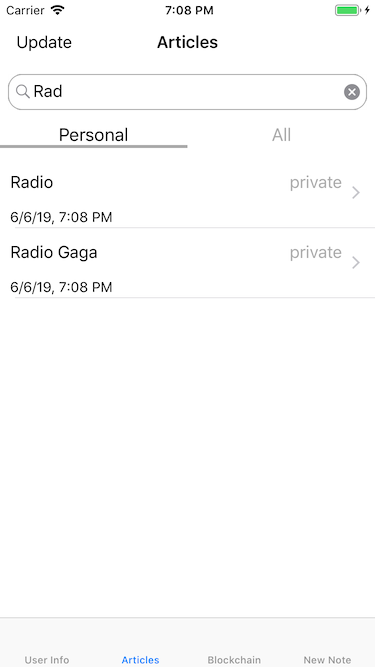 Carrier 7:08 PM
Update Articles
Rad
Personal All
Radio private
6/6/19, 7:08 PM
Radio Gaga private
6/6/19, 7:08 PM
User Info Articles Blockchain New Note